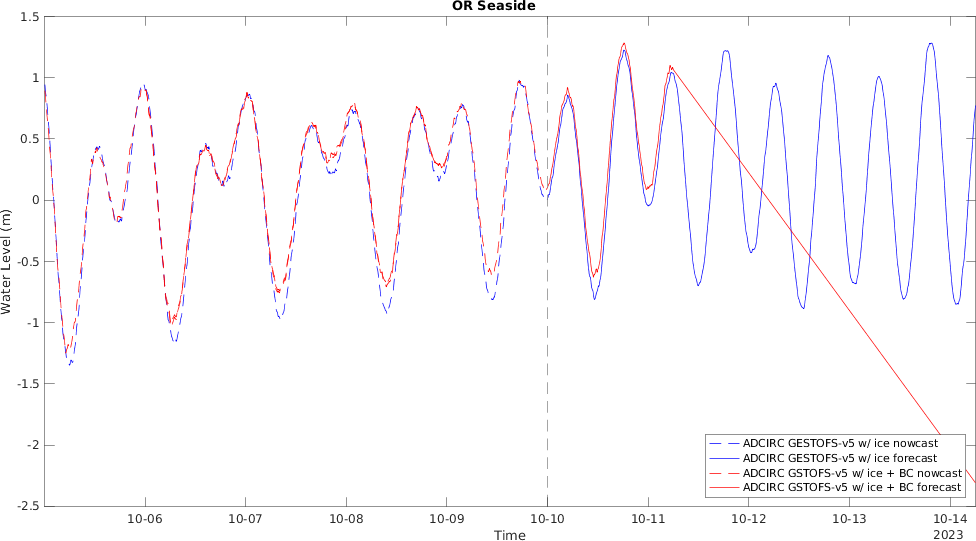 OR Seaside
1.5
1
0.5
0
-0.5
-1
-1.5
-2
-2.5
Water Level (m)
ADCIRC GESTOFS-v5 w/ ice nowcast
ADCIRC GESTOFS-v5 w/ ice forecast
ADCIRC GSTOFS-v5 w/ ice + BC nowcast
ADCIRC GSTOFS-v5 w/ ice + BC forecast
10-06 10-07 10-08 10-09 10-10 10-11 10-12 10-13 10-14
Time 2023